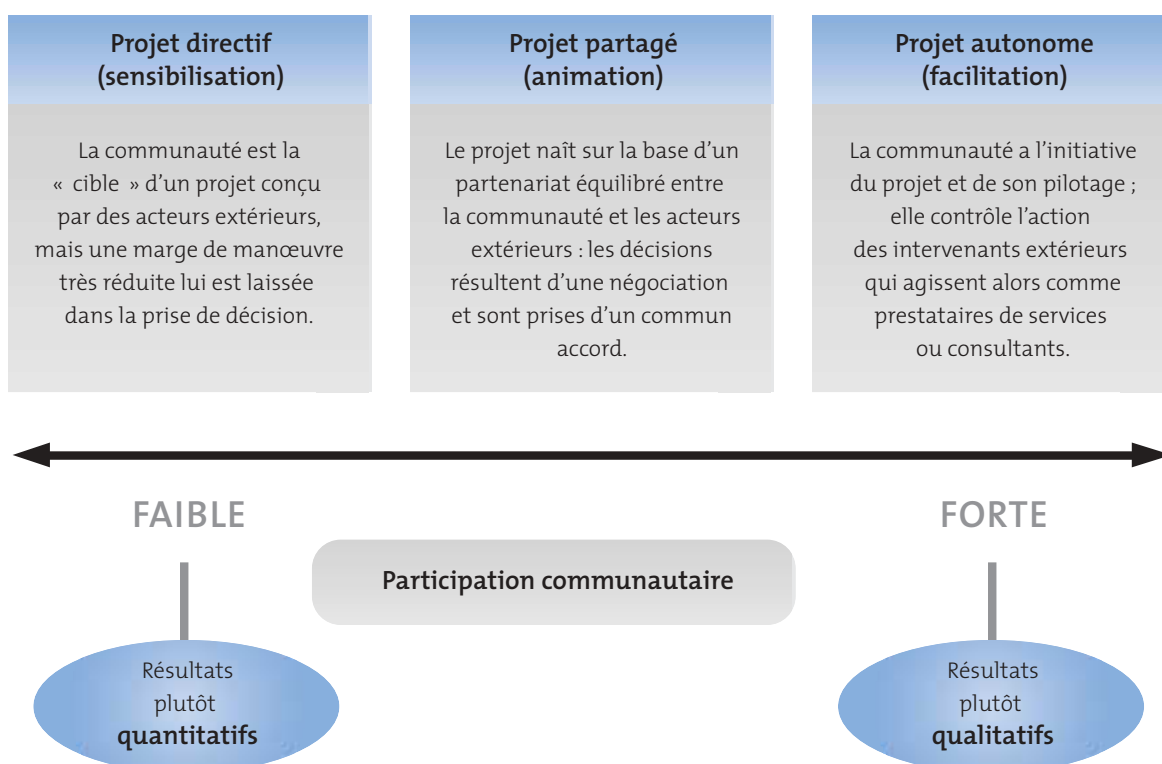 Projet directif
(sensibilisation)
La communauté est la
« cible » d'un projet conçu
par des acteurs extérieurs,
mais une marge de manœuvre
très réduite lui est laissée
dans la prise de décision.
Projet partagé
(animation)
Le projet naît sur la base d'un
partenariat équilibré entre
la communauté et les acteurs
extérieurs : les décisions
résultent d'une négociation
et sont prises d'un commun
accord.
Projet autonome
(facilitation)
La communauté a l'initiative
du projet et de son pilotage ;
elle contrôle l'action
des intervenants extérieurs
qui agissent alors comme
prestataires de services
ou consultants.
FAIBLE
FORTE
Participation communautaire
Résultats
plutôt
quantitatifs
Résultats
plutôt
qualitatifs